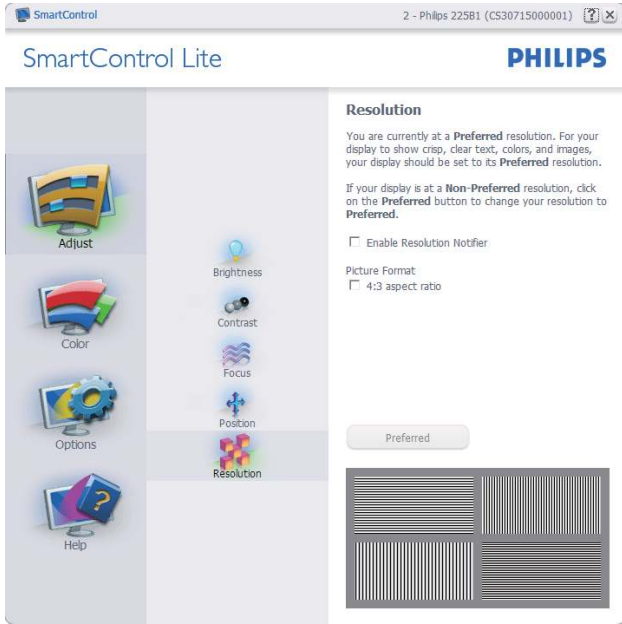 SmartControl
2 - Philips 225B1 (CS30715000001)
SmartControl Lite
PHILIPS
Adjust
Color
Options
Help
Brightness
Contrast
Focus
Position
Resolution
Resolution
You are currently at a Preferred resolution. For your
display to show crisp, clear text, colors, and images,
your display should be set to its Preferred resolution.
If your display is at a Non-Preferred resolution, click
on the Preferred button to change your resolution to
Preferred.
Enable Resolution Notifier
Picture Format
4:3 aspect ratio
Preferred